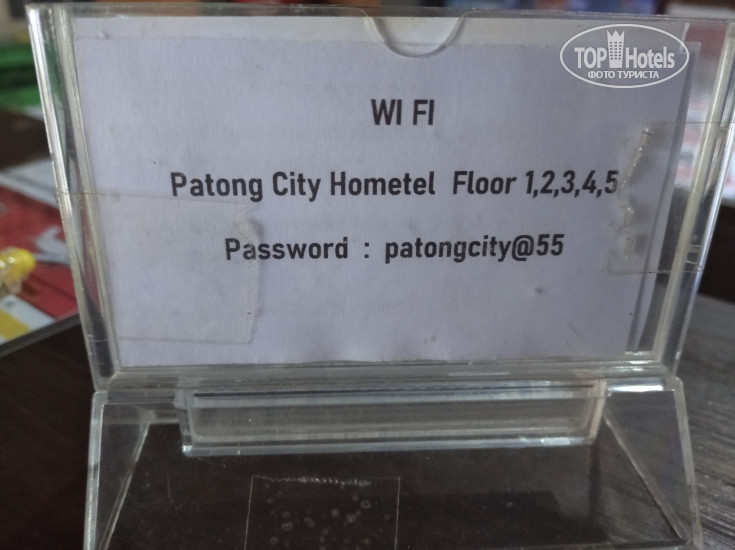 TOP Hotels
ФОТО ТУРИСТА
WI FI
Patong City Hometel Floor 1,2,3,4,5
Password : patongcity@55